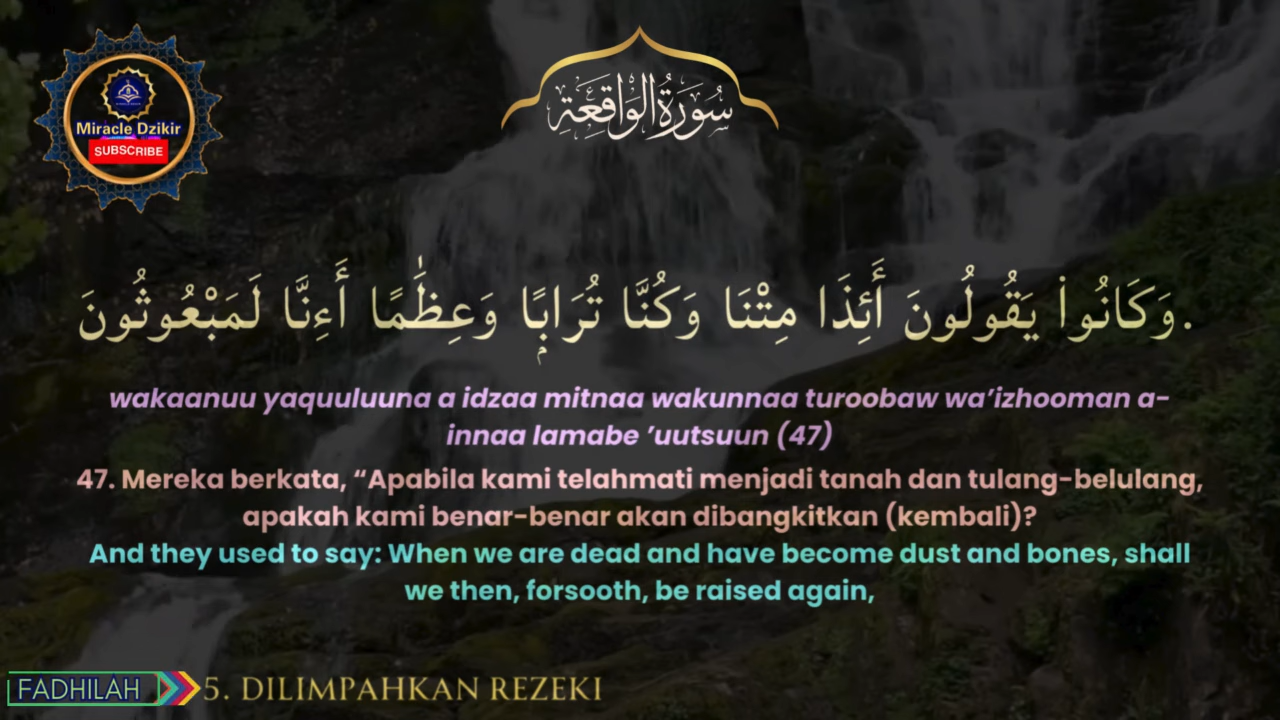 Miracle Dzikir
SUBSCRIBE
سُورَةُ الْوَاقِعَة
وَكَانُوا۟ يَقُولُونَ أَئِذَا مِتْنَا وَكُنَّا تُرَابًۭا وَعِظَٰمًا أَءِنَّا لَمَبْعُوثُونَ.
wakaanuu yaquuluuna a idzaa mitnaa wakunnaa turoobaw wa’izhooman a-
innaa lamabe ’uutsuun (47)
47. Mereka berkata, “Apabila kami telahmati menjadi tanah dan tulang-belulang,
apakah kami benar-benar akan dibangkitkan (kembali)?
And they used to say: When we are dead and have become dust and bones, shall
we then, forsooth, be raised again,
FADHILAH 5. DILIMPAHKAN REZEKI